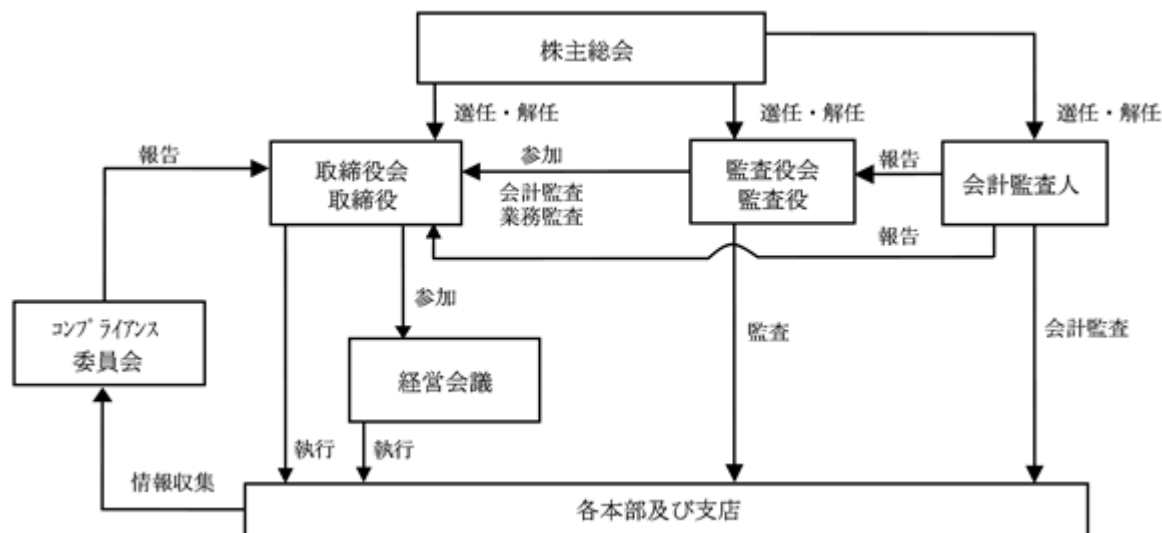 株主総会
選任・解任
選任・解任
選任・解任
報告
取締役会
取締役
参加
会計監査
業務監査
監査役会
監査役
報告
会計監査人
報告
参加
コンプライアンス
委員会
監査
会計監査
経営会議
執行
執行
情報収集
各本部及び支店